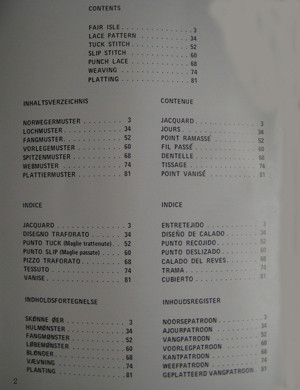 CONTENTS
FAIR ISLE . . . . . . . . . . . . . 3
LACE PATTERN . . . . . . . . . . 34
TUCK STITCH . . . . . . . . . . . 52
SLIP STITCH . . . . . . . . . . . 60
PUNCH LACE . . . . . . . . . . . 68
WEAVING . . . . . . . . . . . . . 74
PLATTING . . . . . . . . . . . . 81
INHALTSVERZEICHNIS
NORWEGERMUSTER . . . . . . . . 3
LOCHMUSTER . . . . . . . . . . . 34
FANGMUSTER . . . . . . . . . . . 52
VORLEGEMUSTER . . . . . . . . . 60
SPITZENMUSTER . . . . . . . . . 68
WEBMUSTER . . . . . . . . . . . 74
PLATTIERMUSTER . . . . . . . . . 81
CONTENUE
JACQUARD . . . . . . . . . . . . 3
JOURS . . . . . . . . . . . . . . 34
POINT RAMASSÉ . . . . . . . . . 52
FIL PASSÉ . . . . . . . . . . . . 60
DENTELLE . . . . . . . . . . . . 68
TISSAGE . . . . . . . . . . . . . 74
POINT VANISÉ . . . . . . . . . . 81
INDICE
JACQUARD . . . . . . . . . . . . 3
DISEGNO TRAFORATO . . . . . . . 34
PUNTO TUCK (Maglie trattenute) . . 52
PUNTO SLIP (Maglie passate) . . . . 60
PIZZO TRAFORATO . . . . . . . . 68
TESSUTO . . . . . . . . . . . . . 74
VANISE . . . . . . . . . . . . . . 81
INDICE
ENTRETEJIDO . . . . . . . . . . 3
DISEÑO DE CALADO . . . . . . . . 34
PUNTO RECOJIDO . . . . . . . . . 52
PUNTO DESLIZADO . . . . . . . . 60
CALADO DEL REVES . . . . . . . . 68
TRAMA . . . . . . . . . . . . . . 74
CUBIERTO . . . . . . . . . . . . 81
INDHOLDSFORTEGNELSE
SKØNNE ØER . . . . . . . . . . . 3
HULMØNSTER . . . . . . . . . . . 34
FANGMØNSTER . . . . . . . . . . 52
LØBEMØNSTER . . . . . . . . . . 60
BLØNDER . . . . . . . . . . . . . 68
VÆVNING . . . . . . . . . . . . . 74
PLANTING . . . . . . . . . . . . 81
INHOUDSREGISTER
NOORSEPATROON . . . . . . . . . 3
AJOURPATROON . . . . . . . . . . 34
VANGPATROON . . . . . . . . . . 52
VOORLEGPATROON . . . . . . . . 60
KANTPATROON . . . . . . . . . . 68
WEEFPATROON . . . . . . . . . . 74
GEPLATTEERD VANGPATROON . . 81
2